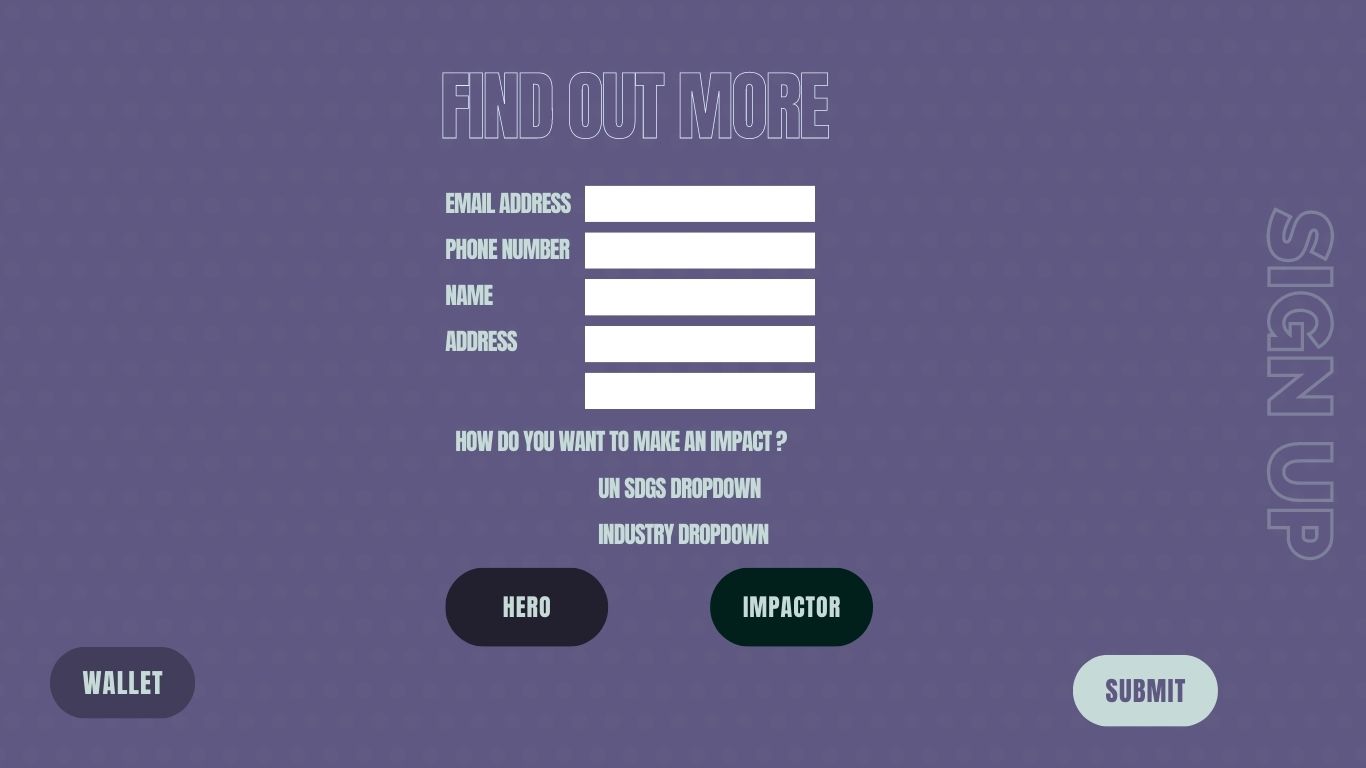 FIND OUT MORE
EMAIL ADDRESS
PHONE NUMBER
NAME
ADDRESS
HOW DO YOU WANT TO MAKE AN IMPACT ?
UN SDGS DROPDOWN
INDUSTRY DROPDOWN
HERO
IMPACTOR
WALLET
SUBMIT
SIGN UP